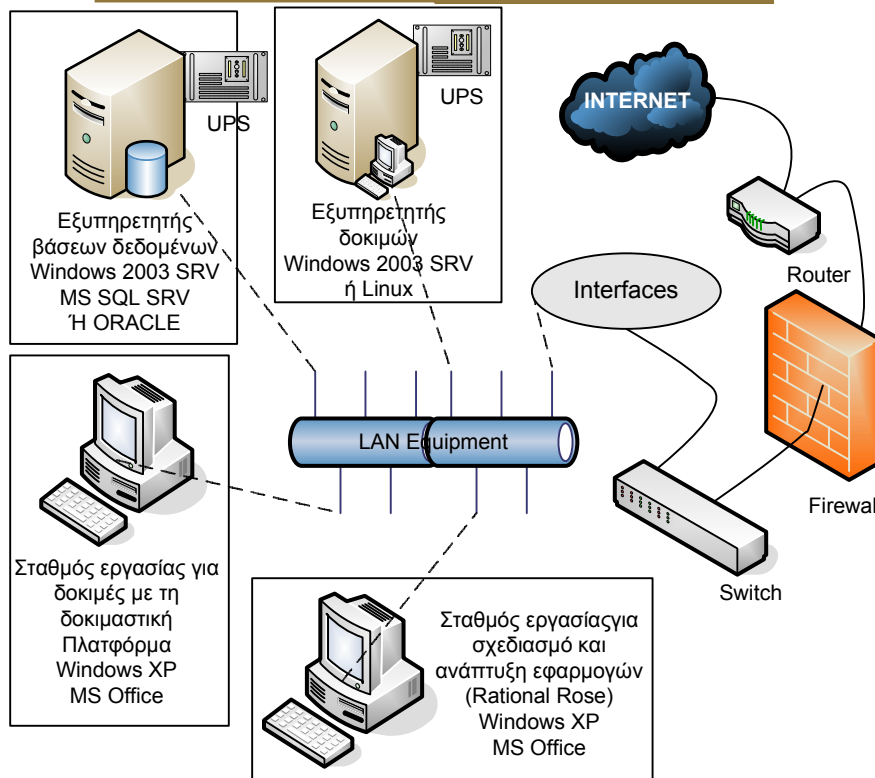 UPS
Εξυπηρετητής
βάσεων δεδομένων
Windows 2003 SRV
MS SQL SRV
Ή ORACLE
UPS
Εξυπηρετητής
δοκιμών
Windows 2003 SRV
ή Linux
INTERNET
Router
Interfaces
LAN Equipment
Firewall
Switch
Σταθμός εργασίας για
δοκιμές με τη
δοκιμαστική
Πλατφόρμα
Windows XP
MS Office
Σταθμός εργασίαςγια
σχεδιασμό και
ανάπτυξη εφαρμογών
(Rational Rose)
Windows XP
MS Office